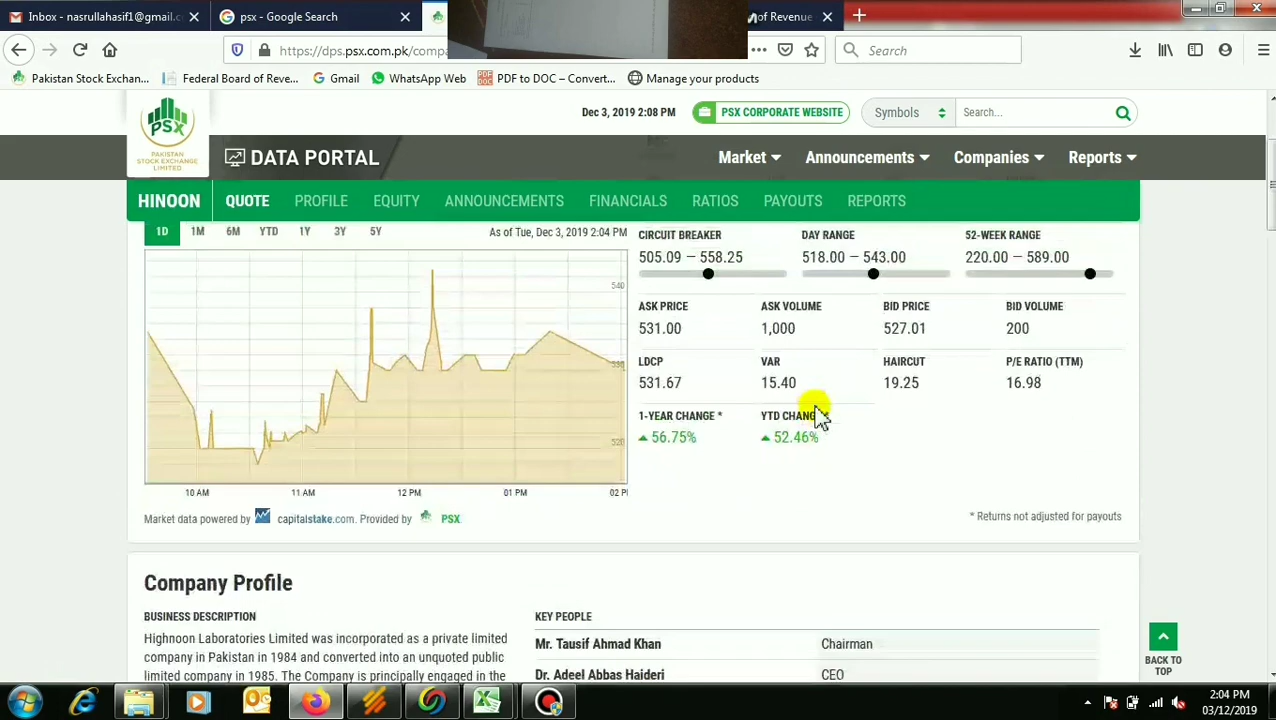 Inbox - nasrullahasif1@gmail.c
psx - Google Search
of Revenue
https://dps.psx.com.pk/compa
Search
Pakistan Stock Exchan...
Federal Board of Reve...
Gmail
WhatsApp Web
PDF to DOC – Convert...
Manage your products
PSX
PAKISTAN
STOCK EXCHANGE
LIMITED
Dec 3, 2019 2:08 PM
PSX CORPORATE WEBSITE
Symbols
Search...
DATA PORTAL
Market
Announcements
Companies
Reports
HINOON
QUOTE
PROFILE
EQUITY
ANNOUNCEMENTS
FINANCIALS
RATIOS
PAYOUTS
REPORTS
1D 1M 6M YTD 1Y 3Y 5Y
As of Tue, Dec 3, 2019 2:04 PM
540
530
520
10 AM 11 AM 12 PM 01 PM 02 P
Market data powered by capitalstake.com. Provided by PSX.
CIRCUIT BREAKER DAY RANGE 52-WEEK RANGE
505.09 — 558.25 518.00 — 543.00 220.00 — 589.00
ASK PRICE ASK VOLUME BID PRICE BID VOLUME
531.00 1,000 527.01 200
LDCP VAR HAIRCUT P/E RATIO (TTM)
531.67 15.40 19.25 16.98
1-YEAR CHANGE * YTD CHANG *
56.75% 52.46%
* Returns not adjusted for payouts
Company Profile
BUSINESS DESCRIPTION
Highnoon Laboratories Limited was incorporated as a private limited
company in Pakistan in 1984 and converted into an unquoted public
limited company in 1985. The Company is principally engaged in the
KEY PEOPLE
Mr. Tausif Ahmad Khan Chairman
Dr. Adeel Abbas Haideri CEO
BACK TO
TOP
2:04 PM
03/12/2019